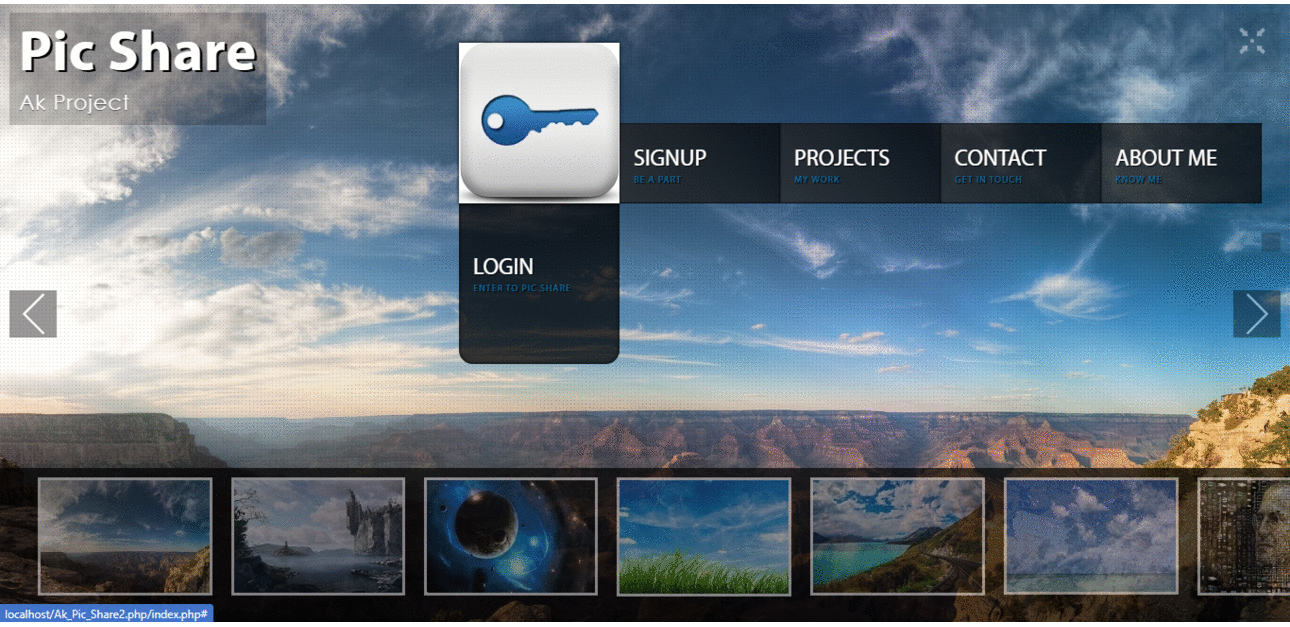 Pic Share
Ak Project
SIGNUP
BE A PART
PROJECTS
MY WORK
CONTACT
GET IN TOUCH
ABOUT ME
KNOW ME
LOGIN
ENTER TO PIC SHARE
localhost/Ak_Pic_Share2.php/index.php#